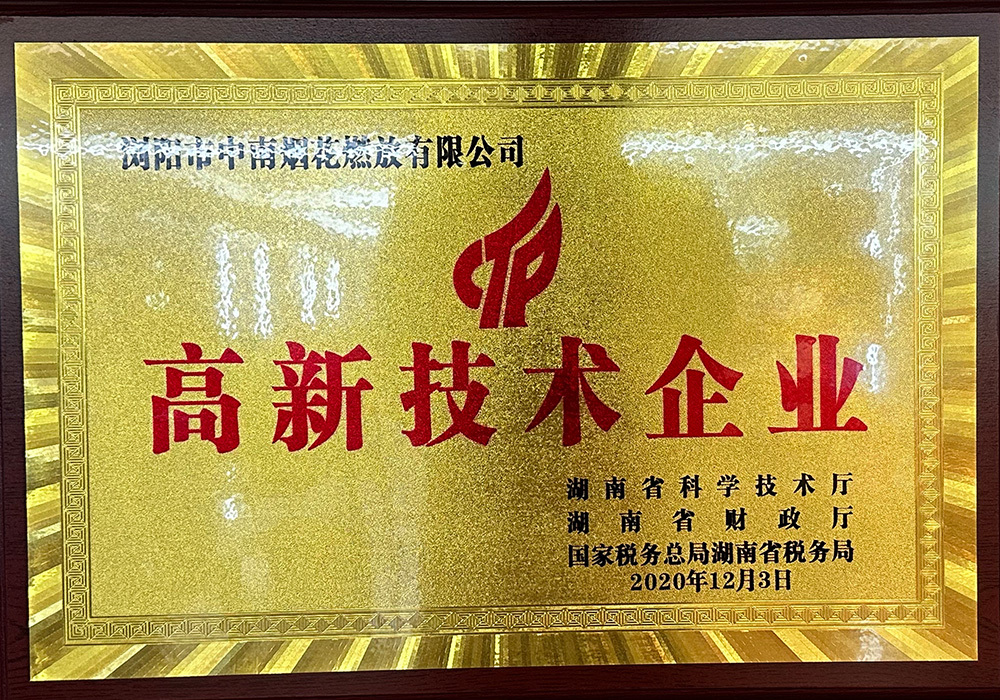 浏阳市中南烟花燃放有限公司
高新技术企业
湖南省科学技术厅
湖南省财政厅
国家税务总局湖南省税务局
2020年12月3日